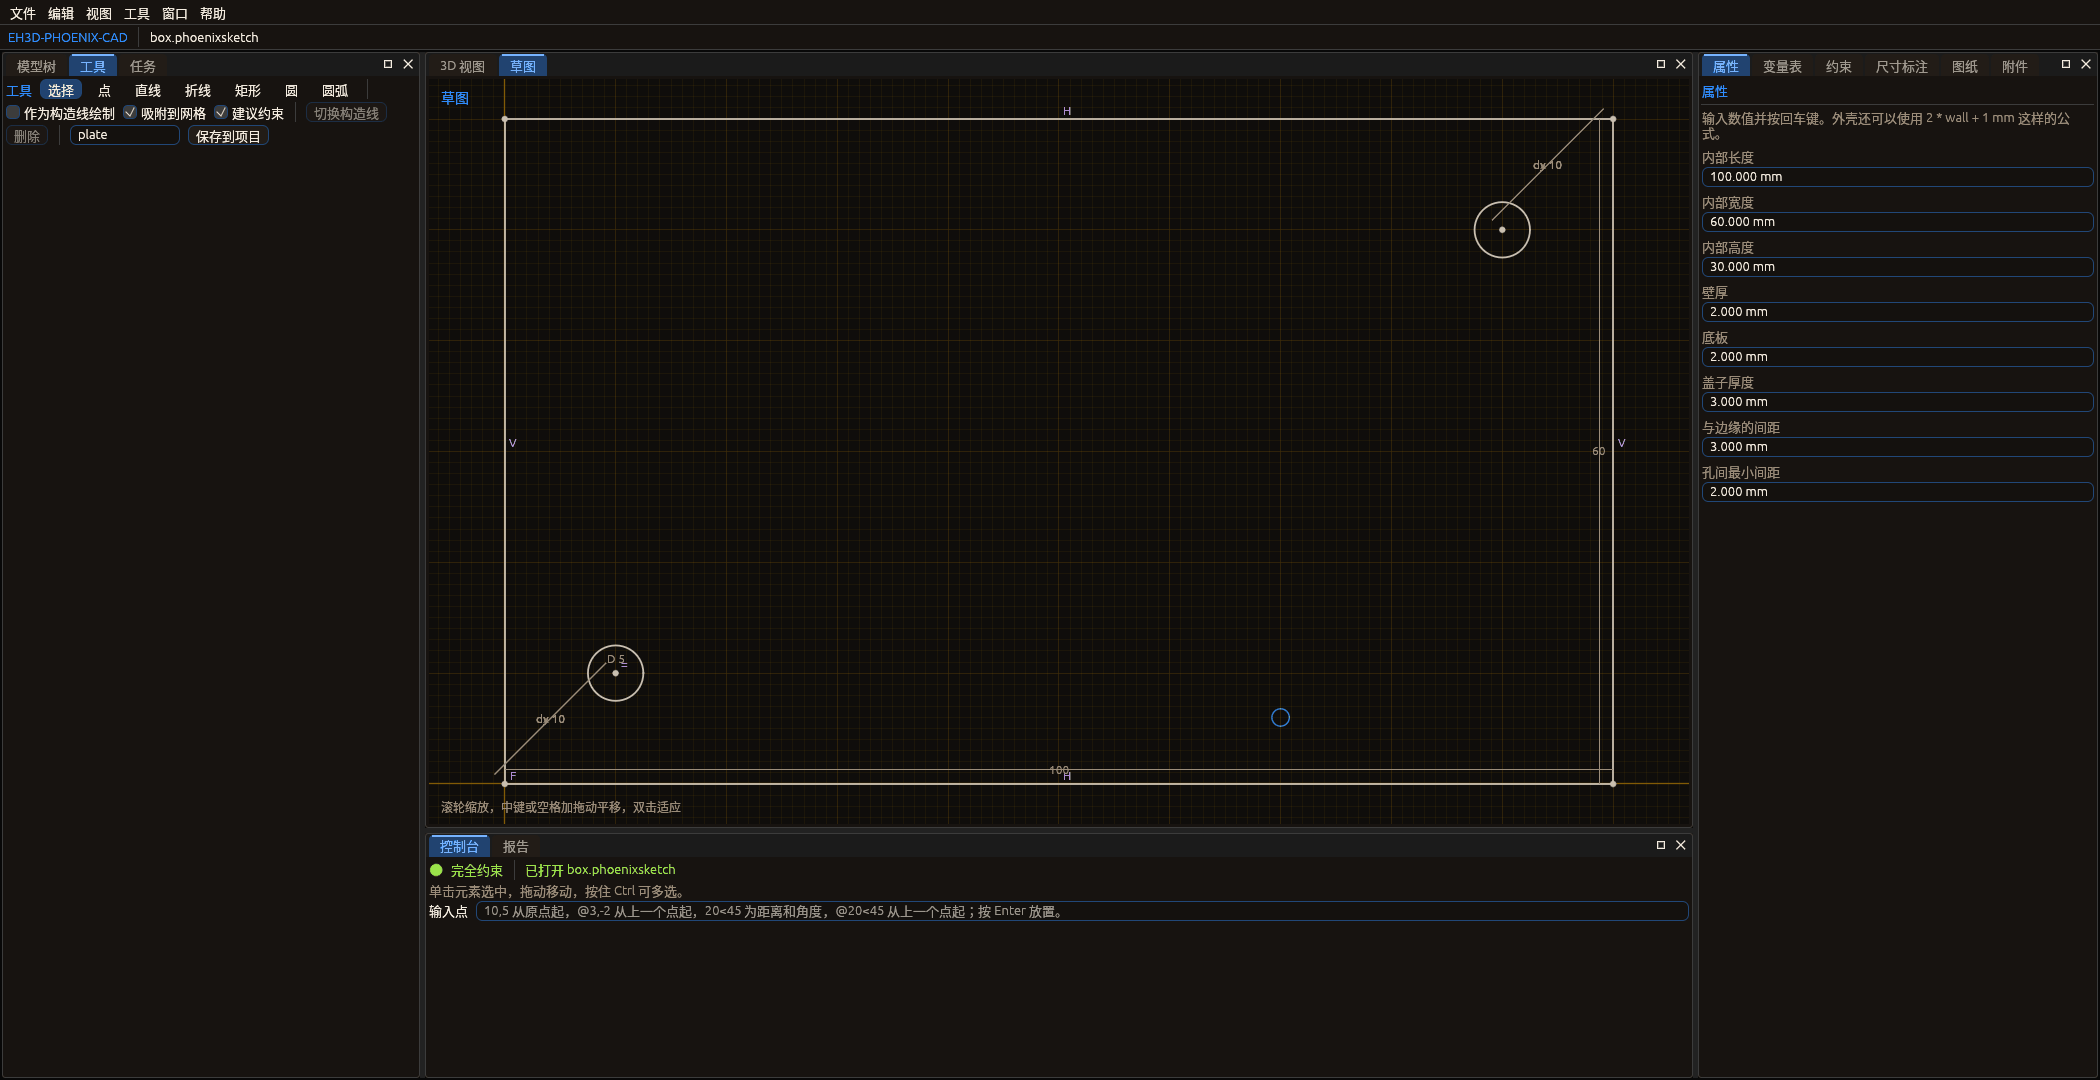 文件 编辑 视图 工具 窗口 帮助
EH3D-PHOENIX-CAD box.phoenixsketch
模型树 工具 任务
工具 选择 点 直线 折线 矩形 圆 圆弧
作为构造线绘制 吸附到网格 建议约束 切换构造线
删除 plate 保存到项目
3D 视图 草图
草图
H
dx 10
V
V
60
D 5
=
dx 10
100
F
H
滚轮缩放，中键或空格加拖动平移，双击适应
控制台 报告
完全约束 已打开 box.phoenixsketch
单击元素选中，拖动移动，按住 Ctrl 可多选。
输入点 10,5 从原点起，@3,-2 从上一个点起，20<45 为距离和角度，@20<45 从上一个点起；按 Enter 放置。
属性 变量表 约束 尺寸标注 图纸 附件
属性
输入数值并按回车键。外壳还可以使用 2 * wall + 1 mm 这样的公
式。
内部长度
100.000 mm
内部宽度
60.000 mm
内部高度
30.000 mm
壁厚
2.000 mm
底板
2.000 mm
盖子厚度
3.000 mm
与边缘的间距
3.000 mm
孔间最小间距
2.000 mm